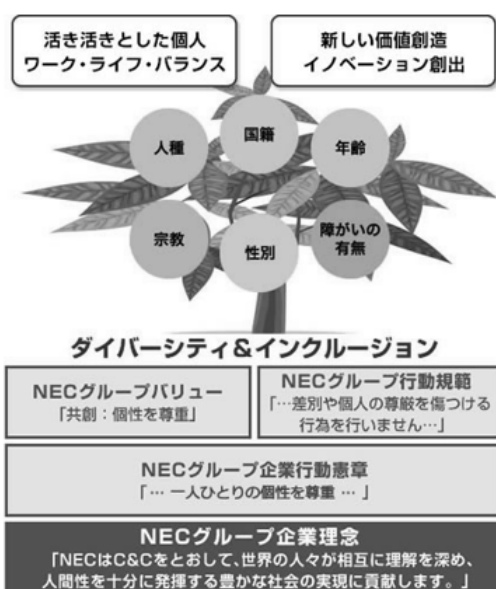 活き活きとした個人
ワーク・ライフ・バランス
新しい価値創造
イノベーション創出
人種
国籍
年齢
宗教
性別
障がいの
有無
ダイバーシティ&インクルージョン
NECグループバリュー
「共創：個性を尊重」
NECグループ行動規範
「…差別や個人の尊厳を傷つける
行為を行いません…」
NECグループ企業行動憲章
「… 一人ひとりの個性を尊重 … 」
NECグループ企業理念
「NECはC&Cをとおして、世界の人々が相互に理解を深め、
人間性を十分に発揮する豊かな社会の実現に貢献します。」